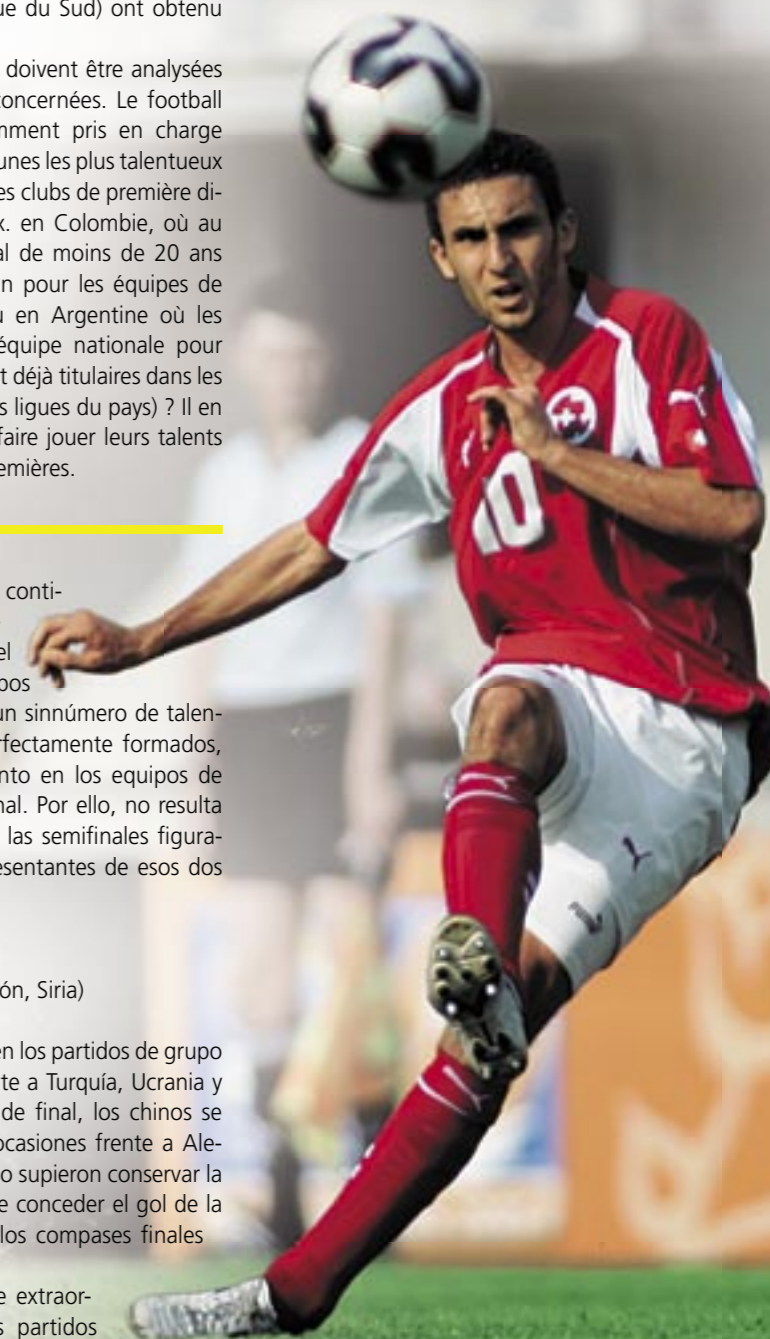 ue du Sud) ont obtenu
doivent être analysées
concernées. Le football
mment pris en charge
unes les plus talentueux
es clubs de première di-
x. en Colombie, où au
al de moins de 20 ans
n pour les équipes de
u en Argentine où les
équipe nationale pour
t déjà titulaires dans les
s ligues du pays) ? Il en
faire jouer leurs talents
emières.
conti-
el
pos
un sinnúmero de talen-
rfectamente formados,
nto en los equipos de
nal. Por ello, no resulta
las semifinales figura-
esentantes de esos dos
ón, Siria)
en los partidos de grupo
te a Turquía, Ucrania y
de final, los chinos se
ocasiones frente a Ale-
o supieron conservar la
e conceder el gol de la
los compases finales
e extraor-
s partidos
10